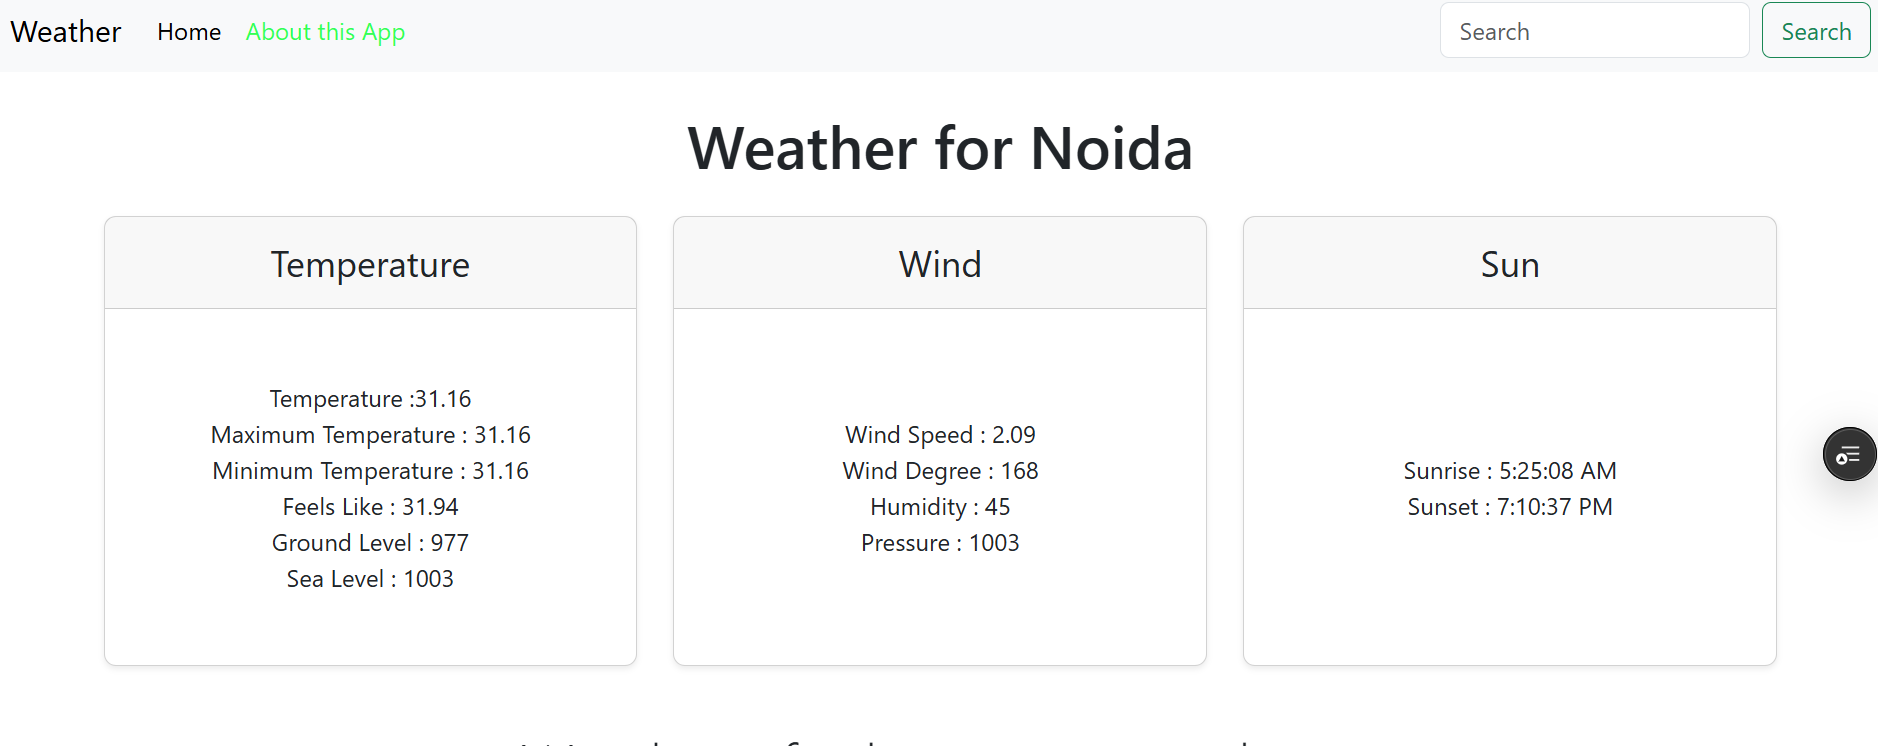 Weather Home About this App Search Search
Weather for Noida
Temperature
Temperature :31.16
Maximum Temperature : 31.16
Minimum Temperature : 31.16
Feels Like : 31.94
Ground Level : 977
Sea Level : 1003
Wind
Wind Speed : 2.09
Wind Degree : 168
Humidity : 45
Pressure : 1003
Sun
Sunrise : 5:25:08 AM
Sunset : 7:10:37 PM